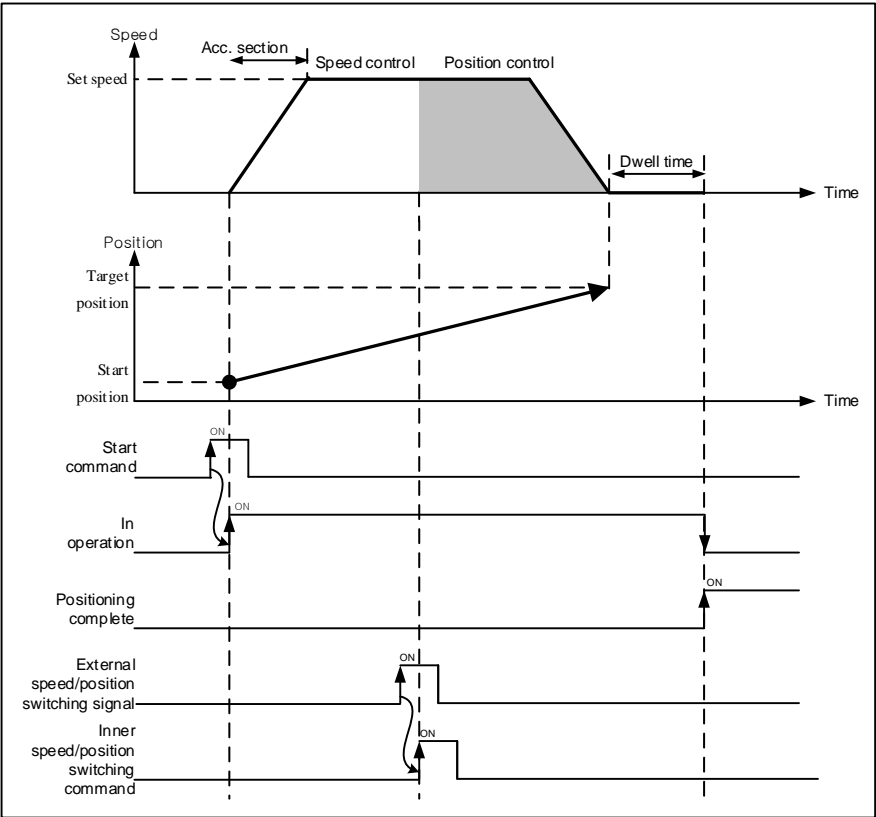 Speed
Acc. section
Speed control
Position control
Set speed
Dwell time
Time
Position
Target
position
Start
position
Time
ON
Start
command
ON
In
operation
ON
Positioning
complete
ON
External
speed/position
switching signal
ON
Inner
speed/position
switching
command